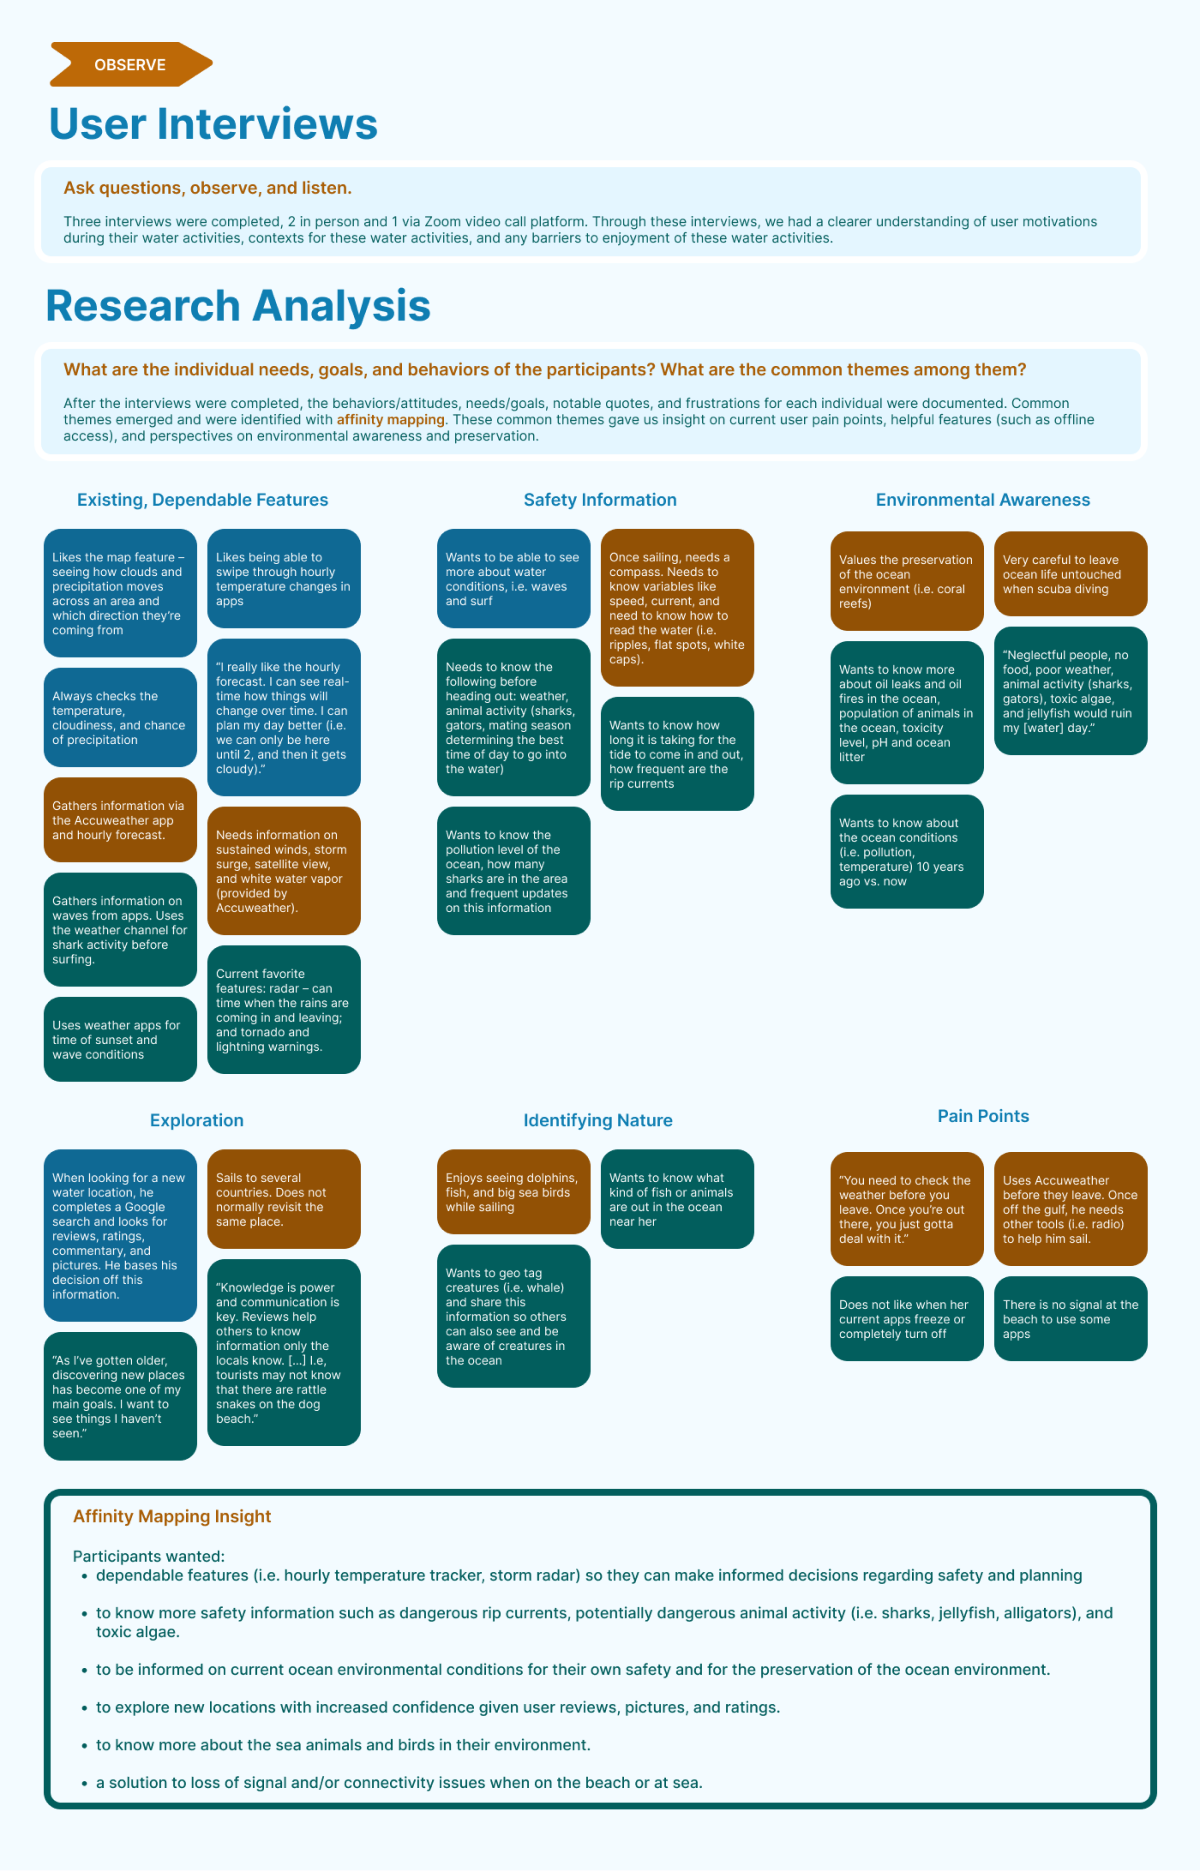 OBSERVE
User Interviews
Ask questions, observe, and listen.
Three interviews were completed, 2 in person and 1 via Zoom video call platform. Through these interviews, we had a clearer understanding of user motivations
during their water activities, contexts for these water activities, and any barriers to enjoyment of these water activities.
Research Analysis
What are the individual needs, goals, and behaviors of the participants? What are the common themes among them?
After the interviews were completed, the behaviors/attitudes, needs/goals, notable quotes, and frustrations for each individual were documented. Common
themes emerged and were identified with affinity mapping. These common themes gave us insight on current user pain points, helpful features (such as offline
access), and perspectives on environmental awareness and preservation.
Existing, Dependable Features
Likes the map feature –
seeing how clouds and
precipitation moves
across an area and
which direction they’re
coming from
Always checks the
temperature,
cloudiness, and chance
of precipitation
Gathers information via
the Accuweather app
and hourly forecast.
Gathers information on
waves from apps. Uses
the weather channel for
shark activity before
surfing.
Uses weather apps for
time of sunset and
wave conditions
Likes being able to
swipe through hourly
temperature changes in
apps
“I really like the hourly
forecast. I can see real-
time how things will
change over time. I can
plan my day better (i.e.
we can only be here
until 2, and then it gets
cloudy).”
Needs information on
sustained winds, storm
surge, satellite view,
and white water vapor
(provided by
Accuweather).
Current favorite
features: radar – can
time when the rains are
coming in and leaving;
and tornado and
lightning warnings.
Safety Information
Wants to be able to see
more about water
conditions, i.e. waves
and surf
Needs to know the
following before
heading out: weather,
animal activity (sharks,
gators, mating season
determining the best
time of day to go into
the water)
Wants to know the
pollution level of the
ocean, how many
sharks are in the area
and frequent updates
on this information
Once sailing, needs a
compass. Needs to
know variables like
speed, current, and
need to know how to
read the water (i.e.
ripples, flat spots, white
caps).
Wants to know how
long it is taking for the
tide to come in and out,
how frequent are the
rip currents
Environmental Awareness
Values the preservation
of the ocean
environment (i.e. coral
reefs)
Wants to know more
about oil leaks and oil
fires in the ocean,
population of animals in
the ocean, toxicity
level, pH and ocean
litter
Wants to know about
the ocean conditions
(i.e. pollution,
temperature) 10 years
ago vs. now
Very careful to leave
ocean life untouched
when scuba diving
“Neglectful people, no
food, poor weather,
animal activity (sharks,
gators), toxic algae,
and jellyfish would ruin
my [water] day.”
Exploration
When looking for a new
water location, he
completes a Google
search and looks for
reviews, ratings,
commentary, and
pictures. He bases his
decision off this
information.
“As I’ve gotten older,
discovering new places
has become one of my
main goals. I want to
see things I haven’t
seen.”
Sails to several
countries. Does not
normally revisit the
same place.
“Knowledge is power
and communication is
key. Reviews help
others to know
information only the
locals know. [...] I.e,
tourists may not know
that there are rattle
snakes on the dog
beach.”
Identifying Nature
Enjoys seeing dolphins,
fish, and big sea birds
while sailing
Wants to geo tag
creatures (i.e. whale)
and share this
information so others
can also see and be
aware of creatures in
the ocean
Wants to know what
kind of fish or animals
are out in the ocean
near her
Pain Points
“You need to check the
weather before you
leave. Once you’re out
there, you just gotta
deal with it.”
Does not like when her
current apps freeze or
completely turn off
Uses Accuweather
before they leave. Once
off the gulf, he needs
other tools (i.e. radio)
to help him sail.
There is no signal at the
beach to use some
apps
Affinity Mapping Insight
Participants wanted:
• dependable features (i.e. hourly temperature tracker, storm radar) so they can make informed decisions regarding safety and planning
• to know more safety information such as dangerous rip currents, potentially dangerous animal activity (i.e. sharks, jellyfish, alligators), and
toxic algae.
• to be informed on current ocean environmental conditions for their own safety and for the preservation of the ocean environment.
• to explore new locations with increased confidence given user reviews, pictures, and ratings.
• to know more about the sea animals and birds in their environment.
• a solution to loss of signal and/or connectivity issues when on the beach or at sea.